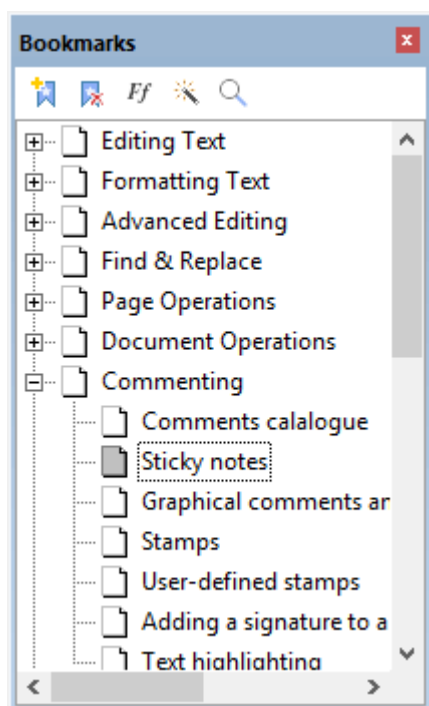 Bookmarks
Ff
Editing Text
Formatting Text
Advanced Editing
Find & Replace
Page Operations
Document Operations
Commenting
Comments calalogue
Sticky notes
Graphical comments ar
Stamps
User-defined stamps
Adding a signature to a
Text highlighting